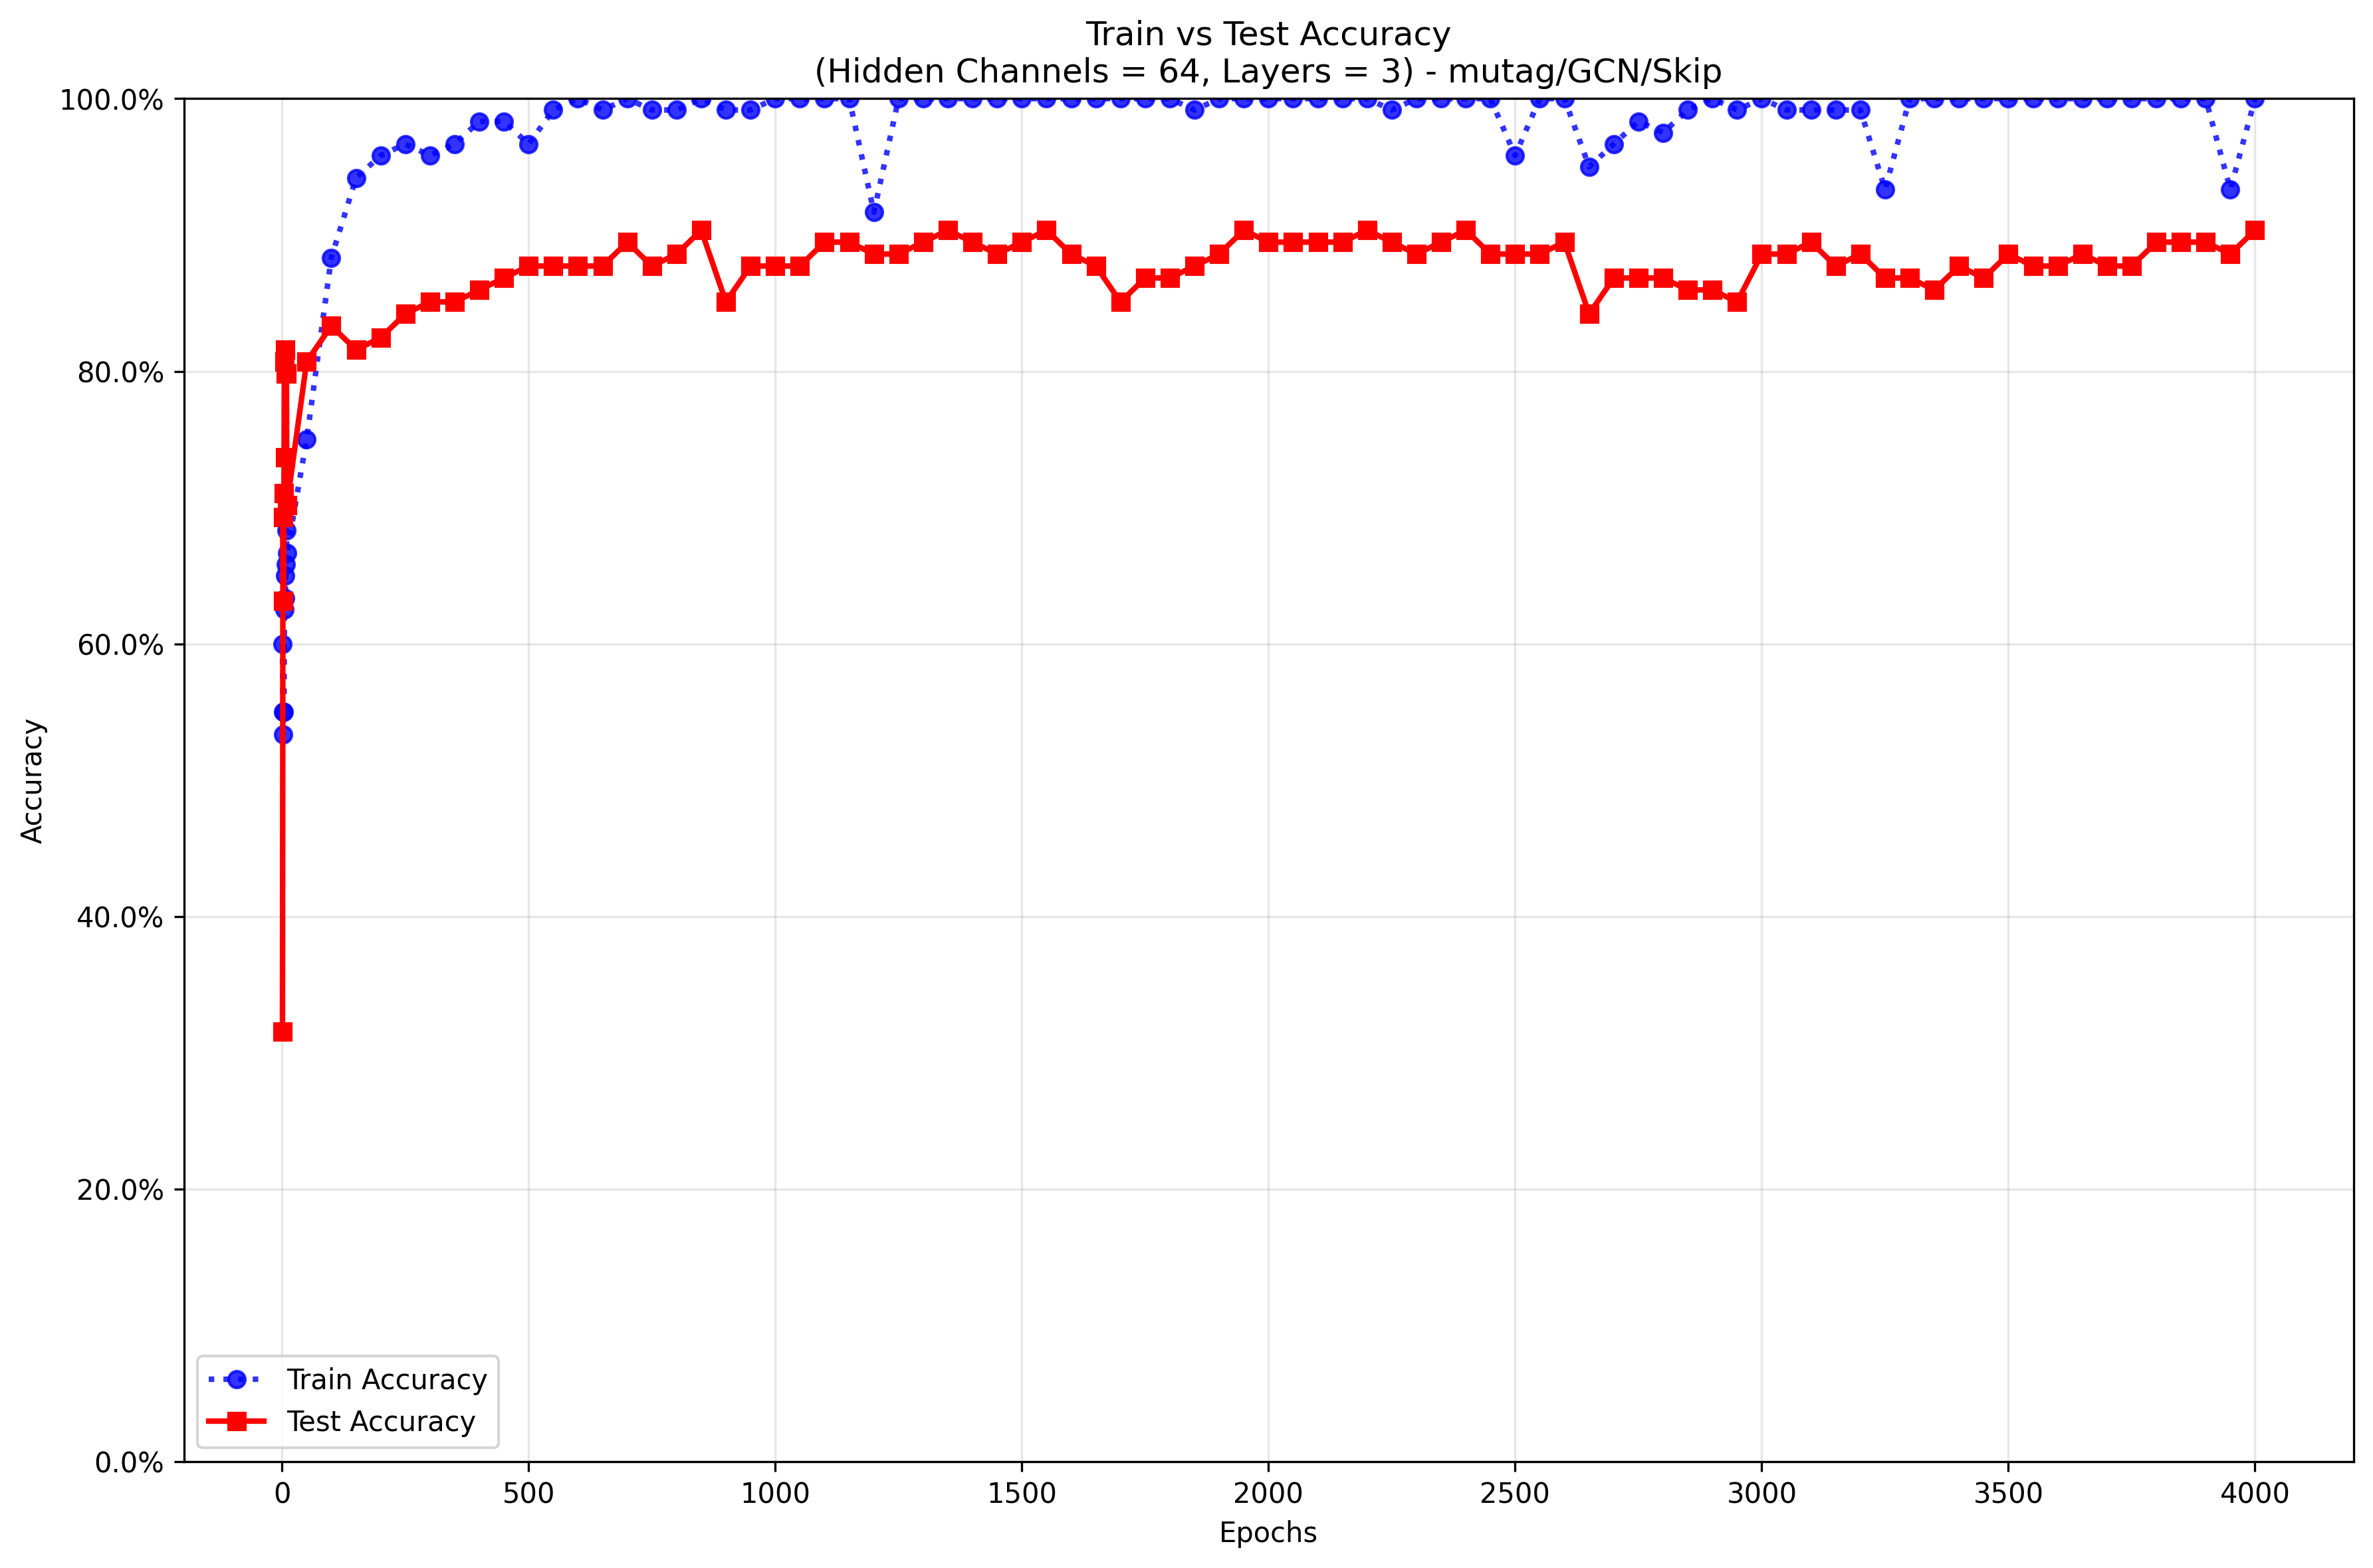 Train vs Test Accuracy
(Hidden Channels = 64, Layers = 3) - mutag/GCN/Skip
100.0%
80.0%
60.0%
40.0%
20.0%
0.0%
Accuracy
Train Accuracy
Test Accuracy
0 500 1000 1500 2000 2500 3000 3500 4000
Epochs